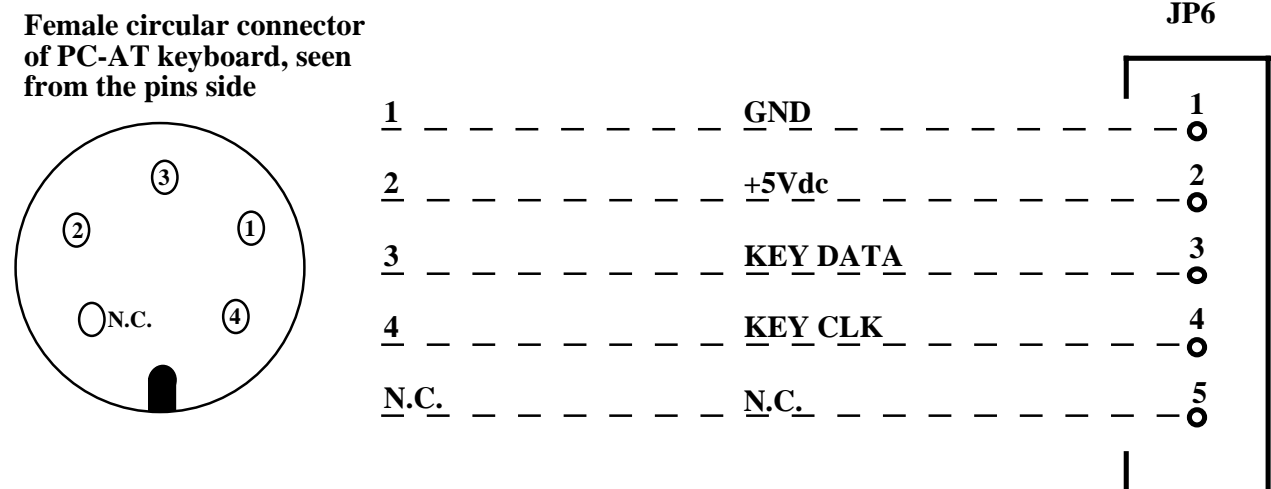 Female circular connector
of PC-AT keyboard, seen
from the pins side
JP6
3
2
1
N.C.
4
1 GND 1
2 +5Vdc 2
3 KEY DATA 3
4 KEY CLK 4
N.C. N.C. 5